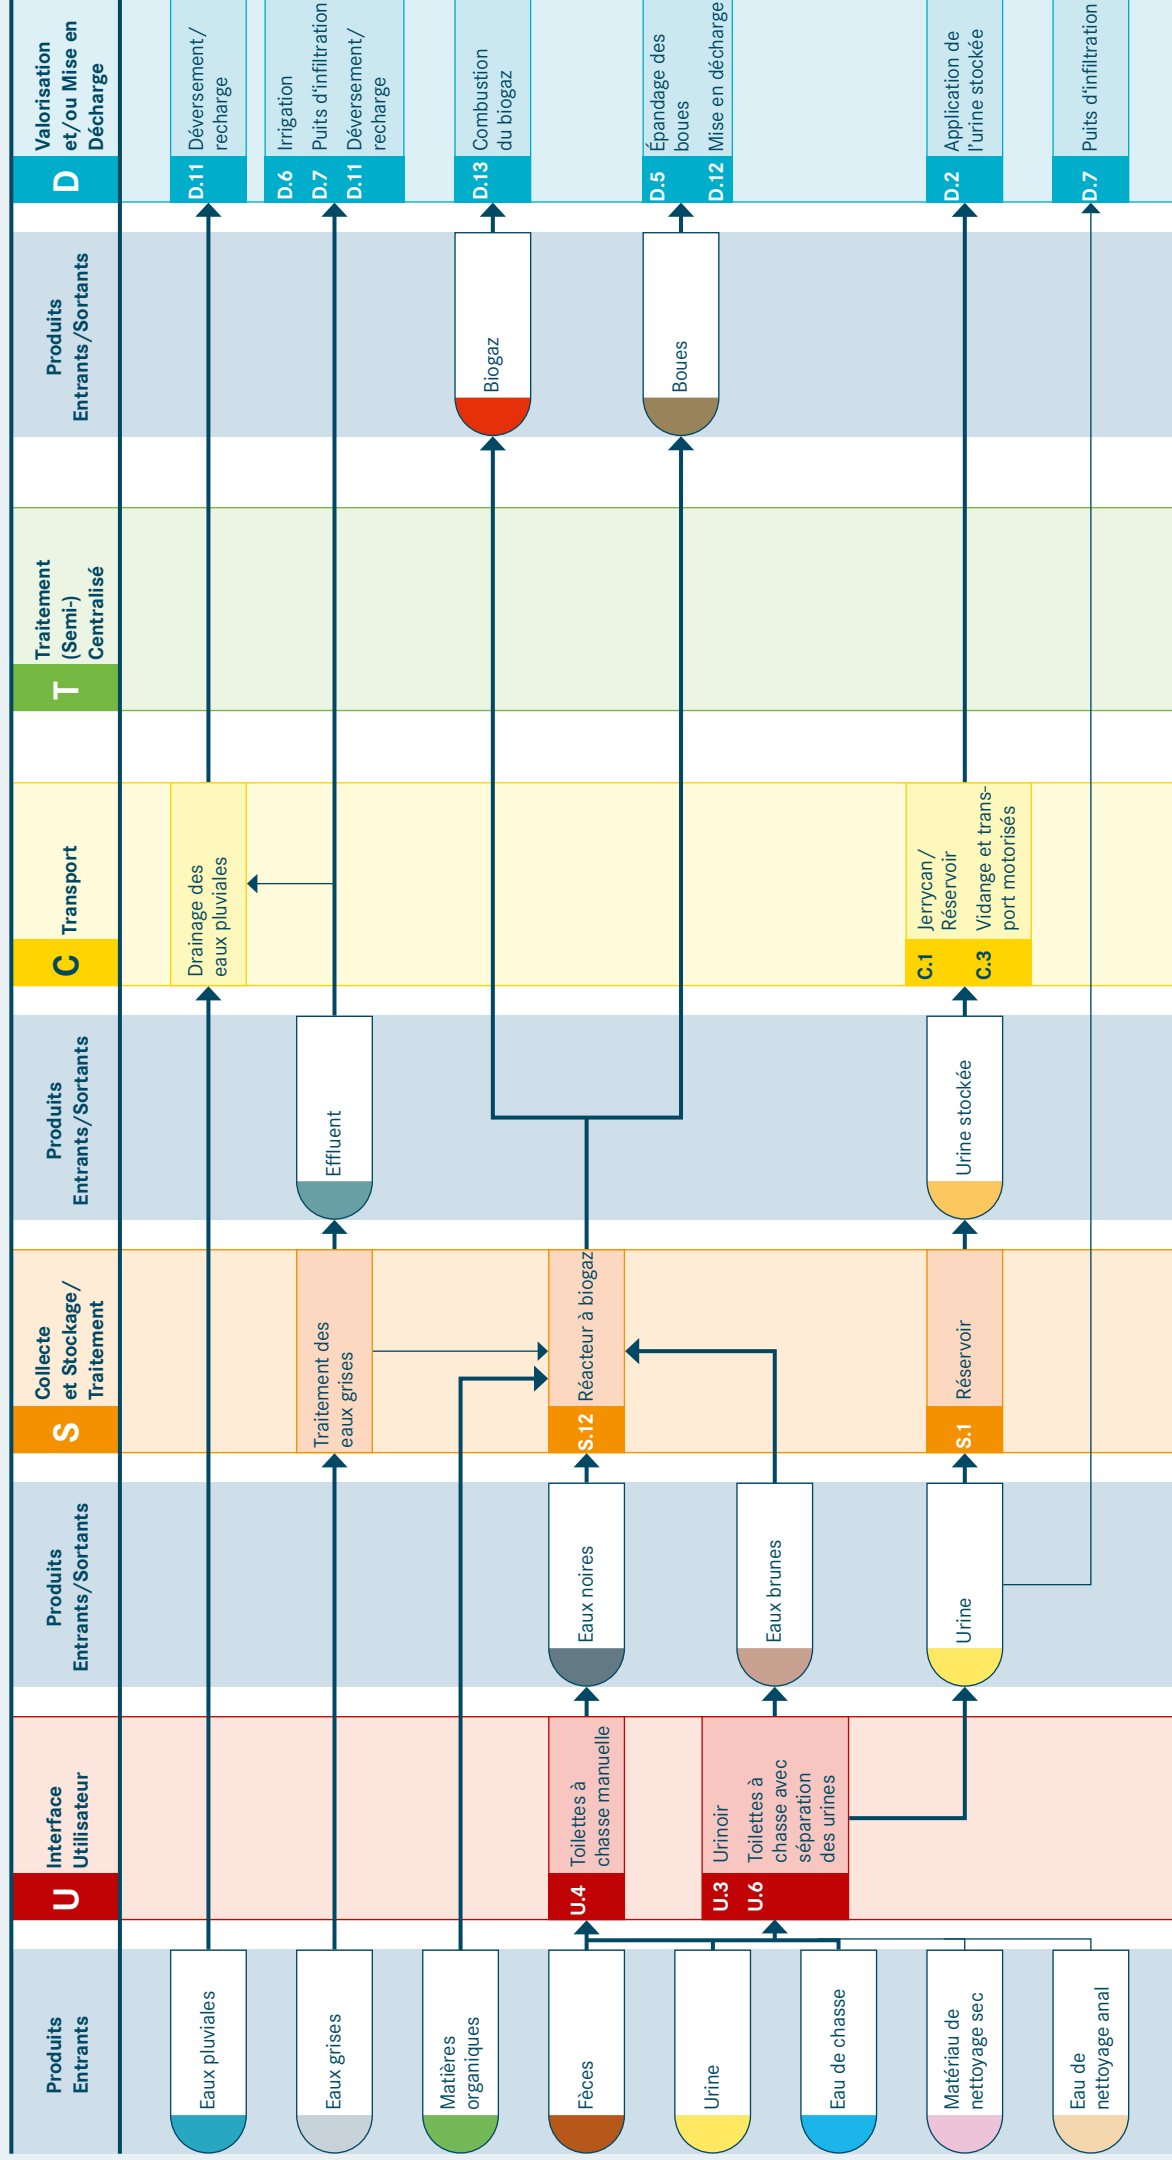 Produits
Entrants
U
Interface
Utilisateur
Produits
Entrants/Sortants
S
Collecte
et Stockage/
Traitement
Produits
Entrants/Sortants
C
Transport
T
Traitement
(Semi-)
Centralisé
Produits
Entrants/Sortants
D
Valorisation
et/ou Mise en
Décharge
Eaux pluviales
Drainage des
eaux pluviales
D.11 Déversement/
recharge
Eaux grises
Traitement des
eaux grises
Effluent
D.6 Irrigation
D.7 Puits d'infiltration
D.11 Déversement/
recharge
Matières
organiques
Biogaz
D.13 Combustion
du biogaz
Fèces
U.4 Toilettes à
chasse manuelle
Eaux noires
S.12 Réacteur à biogaz
Boues
D.5 Épandage des
boues
D.12 Mise en décharge
Urine
U.3 Urinoir
U.6 Toilettes à
chasse avec
séparation
des urines
Eaux brunes
Eau de chasse
Matériau de
nettoyage sec
Urine
S.1 Réservoir
Urine stockée
C.1 Jerrycan/
Réservoir
C.3 Vidange et trans-
port motorisés
D.2 Application de
l'urine stockée
Eau de
nettoyage anal
D.7 Puits d'infiltration